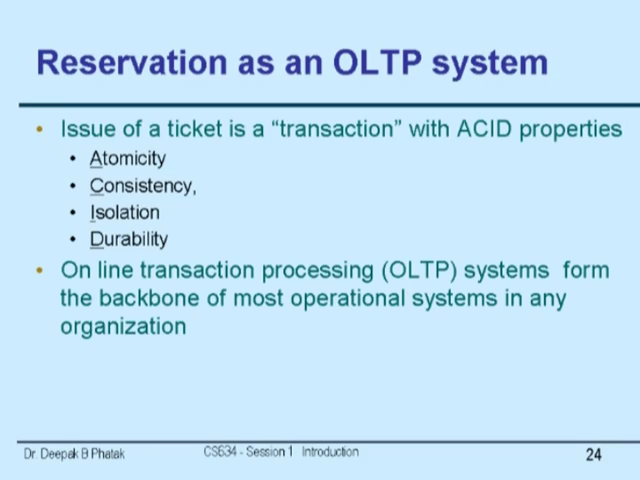 Reservation as an OLTP system
• Issue of a ticket is a “transaction” with ACID properties
• Atomicity
• Consistency,
• Isolation
• Durability
• On line transaction processing (OLTP) systems form
the backbone of most operational systems in any
organization
Dr. Deepak B Phatak CS634 - Session 1 Introduction 24